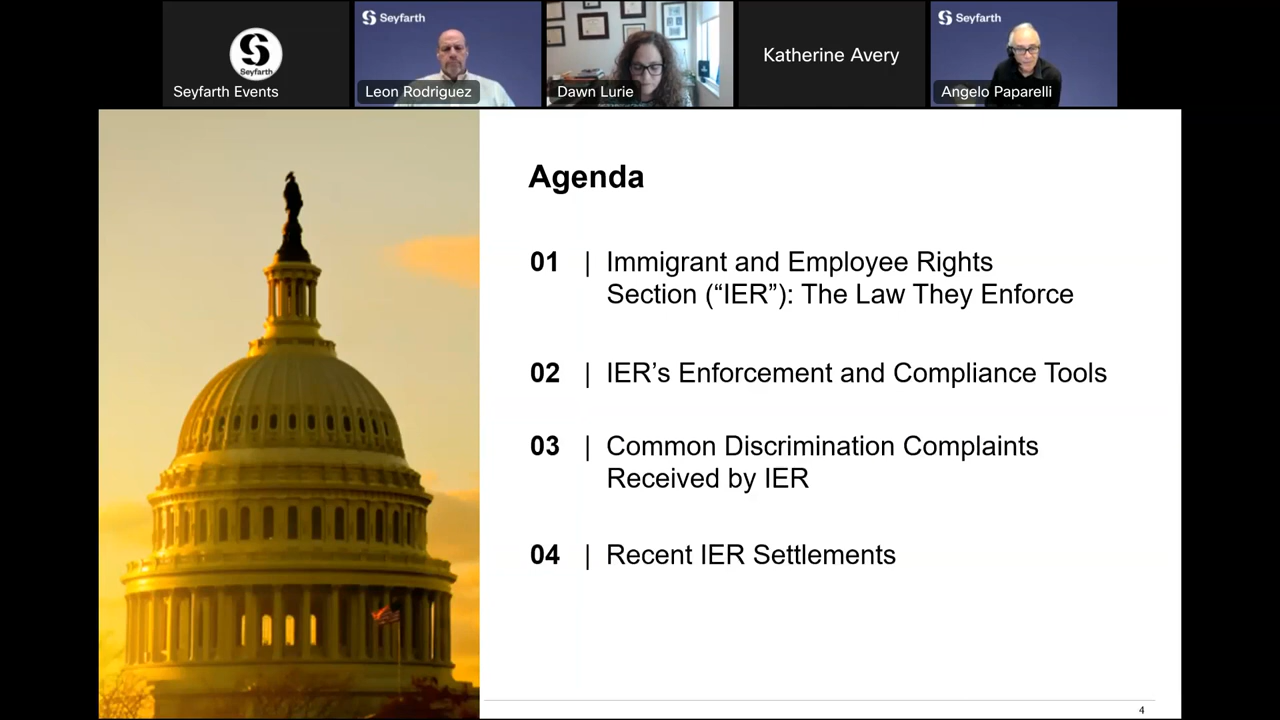 Seyfarth
Seyfarth Events
Seyfarth
Leon Rodriguez
Dawn Lurie
Katherine Avery
Seyfarth
Angelo Paparelli
Agenda
01 | Immigrant and Employee Rights
Section (“IER”): The Law They Enforce
02 | IER’s Enforcement and Compliance Tools
03 | Common Discrimination Complaints
Received by IER
04 | Recent IER Settlements
4